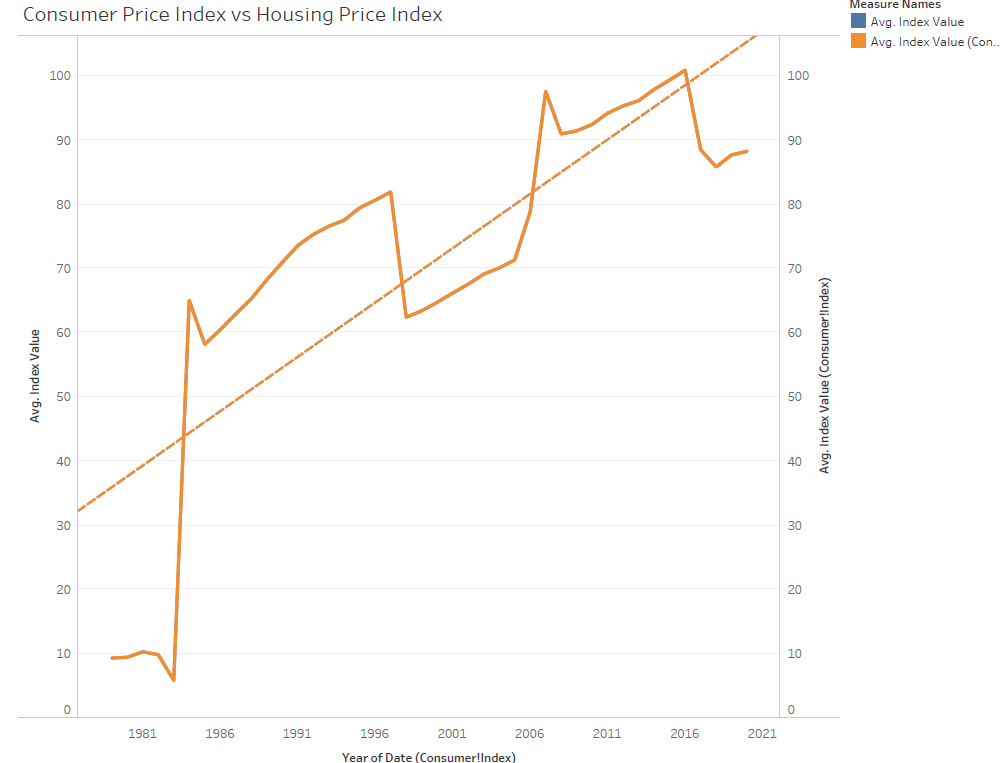 Consumer Price Index vs Housing Price Index
Measure Names
Avg. Index Value
Avg. Index Value (Con..
100
90
80
70
60
50
40
30
20
10
0
Avg. Index Value
100
90
80
70
60
50
40
30
20
10
0
Avg. Index Value (Consumer!Index)
1981 1986 1991 1996 2001 2006 2011 2016 2021
Year of Date (Consumer!Index)